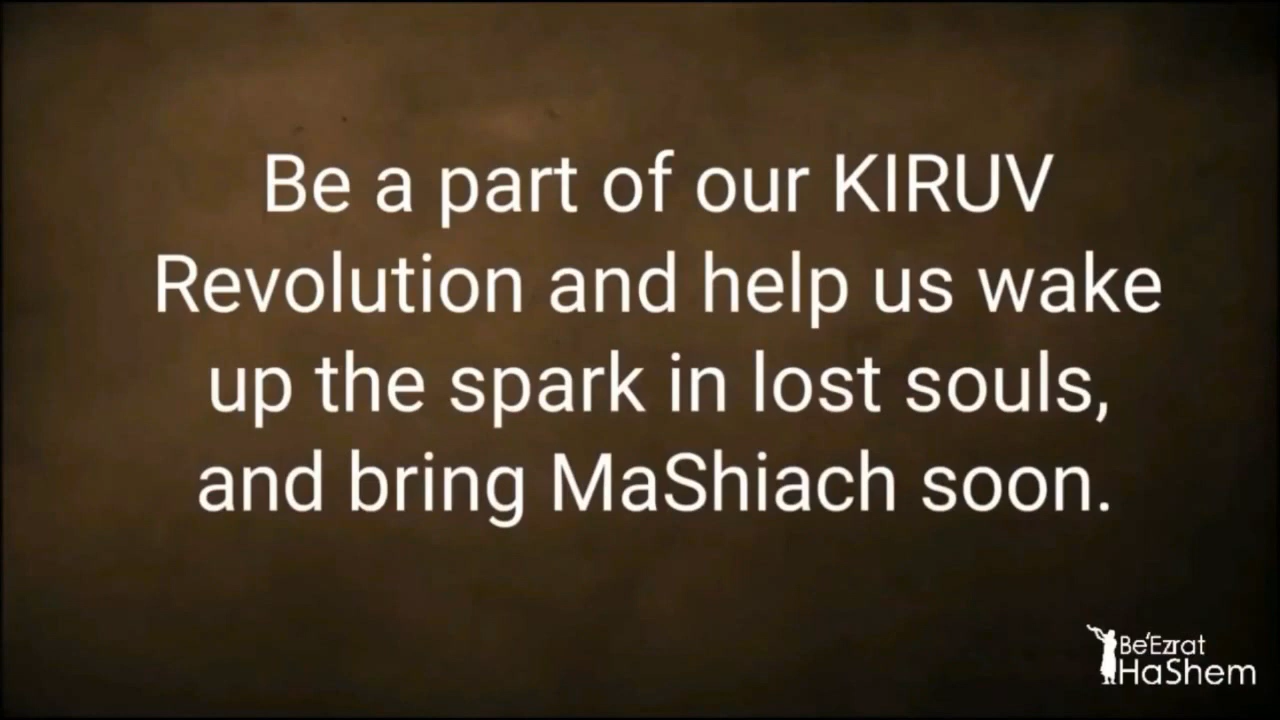 Be a part of our KIRUV
Revolution and help us wake
up the spark in lost souls,
and bring MaShiach soon.
Be'Ezrat
HaShem